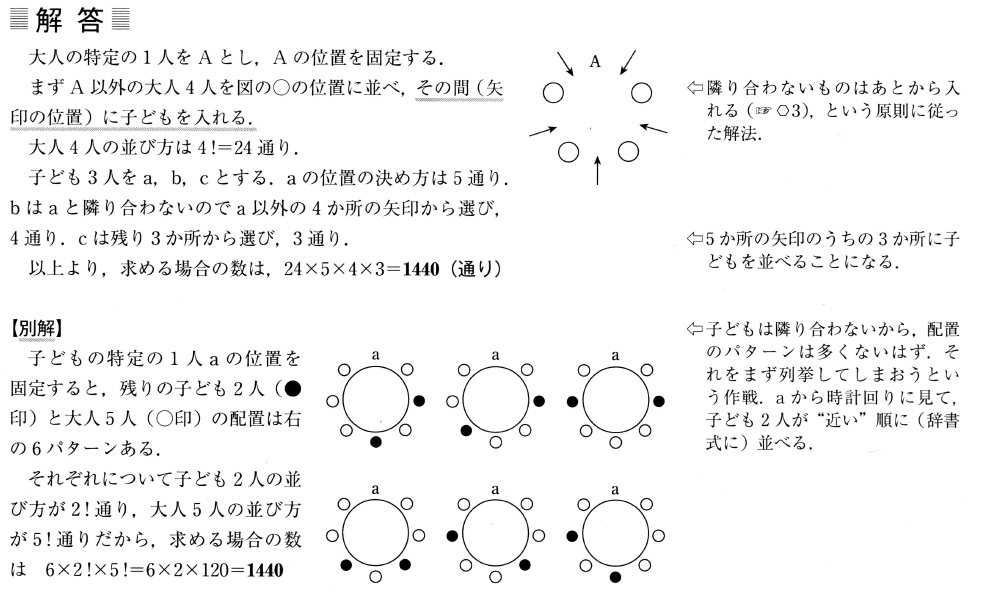 解答
大人の特定の1人をAとし，Aの位置を固定する．
まずA以外の大人4人を図の○の位置に並べ，その間（矢
印の位置）に子どもを入れる．
大人4人の並び方は4!=24通り．
子ども3人をa，b，cとする．aの位置の決め方は5通り．
bはaと隣り合わないのでa以外の4か所の矢印から選び，
4通り．cは残り3か所から選び，3通り．
以上より，求める場合の数は，24×5×4×3=1440（通り）
A
⇦隣り合わないものはあとから入
れる（☞○3），という原則に従っ
た解法．
⇦5か所の矢印のうちの3か所に子
どもを並べることになる．
【別解】
子どもの特定の1人aの位置を
固定すると，残りの子ども2人（●
印）と大人5人（○印）の配置は右
の6パターンある．
それぞれについて子ども2人の並
び方が2!通り，大人5人の並び方
が5!通りだから，求める場合の数
は 6×2!×5!=6×2×120=1440
a
a
a
a
a
a
⇦子どもは隣り合わないから，配置
のパターンは多くないはず．そ
れをまず列挙してしまおうとい
う作戦．aから時計回りに見て，
子ども2人が“近い”順に（辞書
式に）並べる．